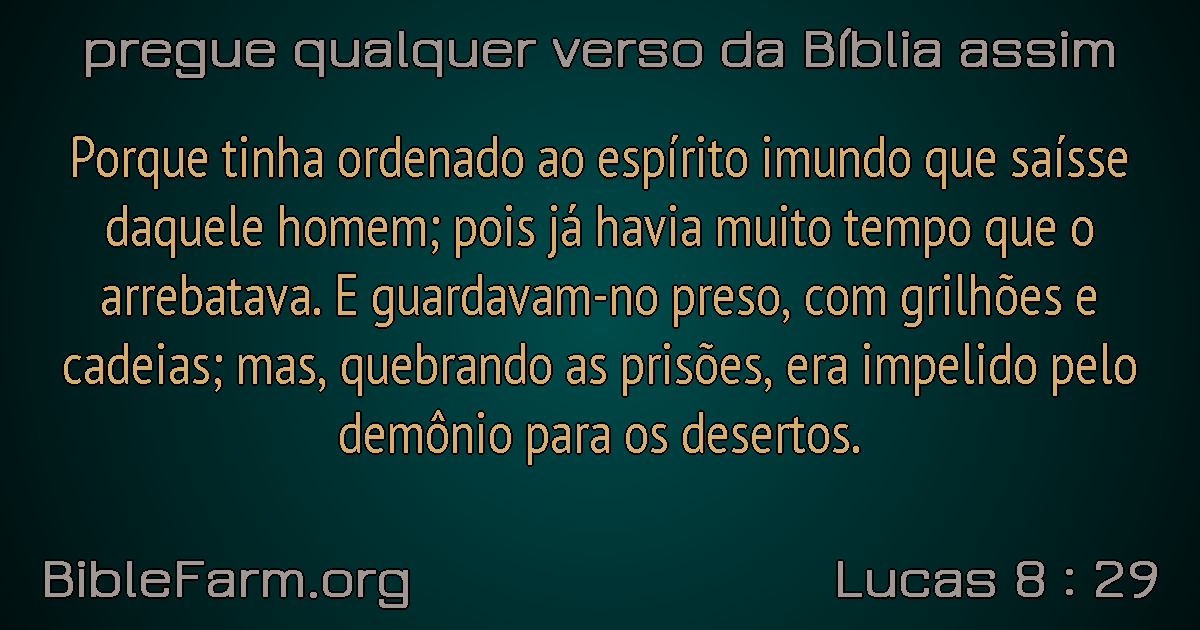 pregue qualquer verso da Bíblia assim
Porque tinha ordenado ao espírito imundo que saísse
daquele homem; pois já havia muito tempo que o
arrebatava. E guardavam-no preso, com grilhões e
cadeias; mas, quebrando as prisões, era impelido pelo
demônio para os desertos.
BibleFarm.org
Lucas 8 : 29